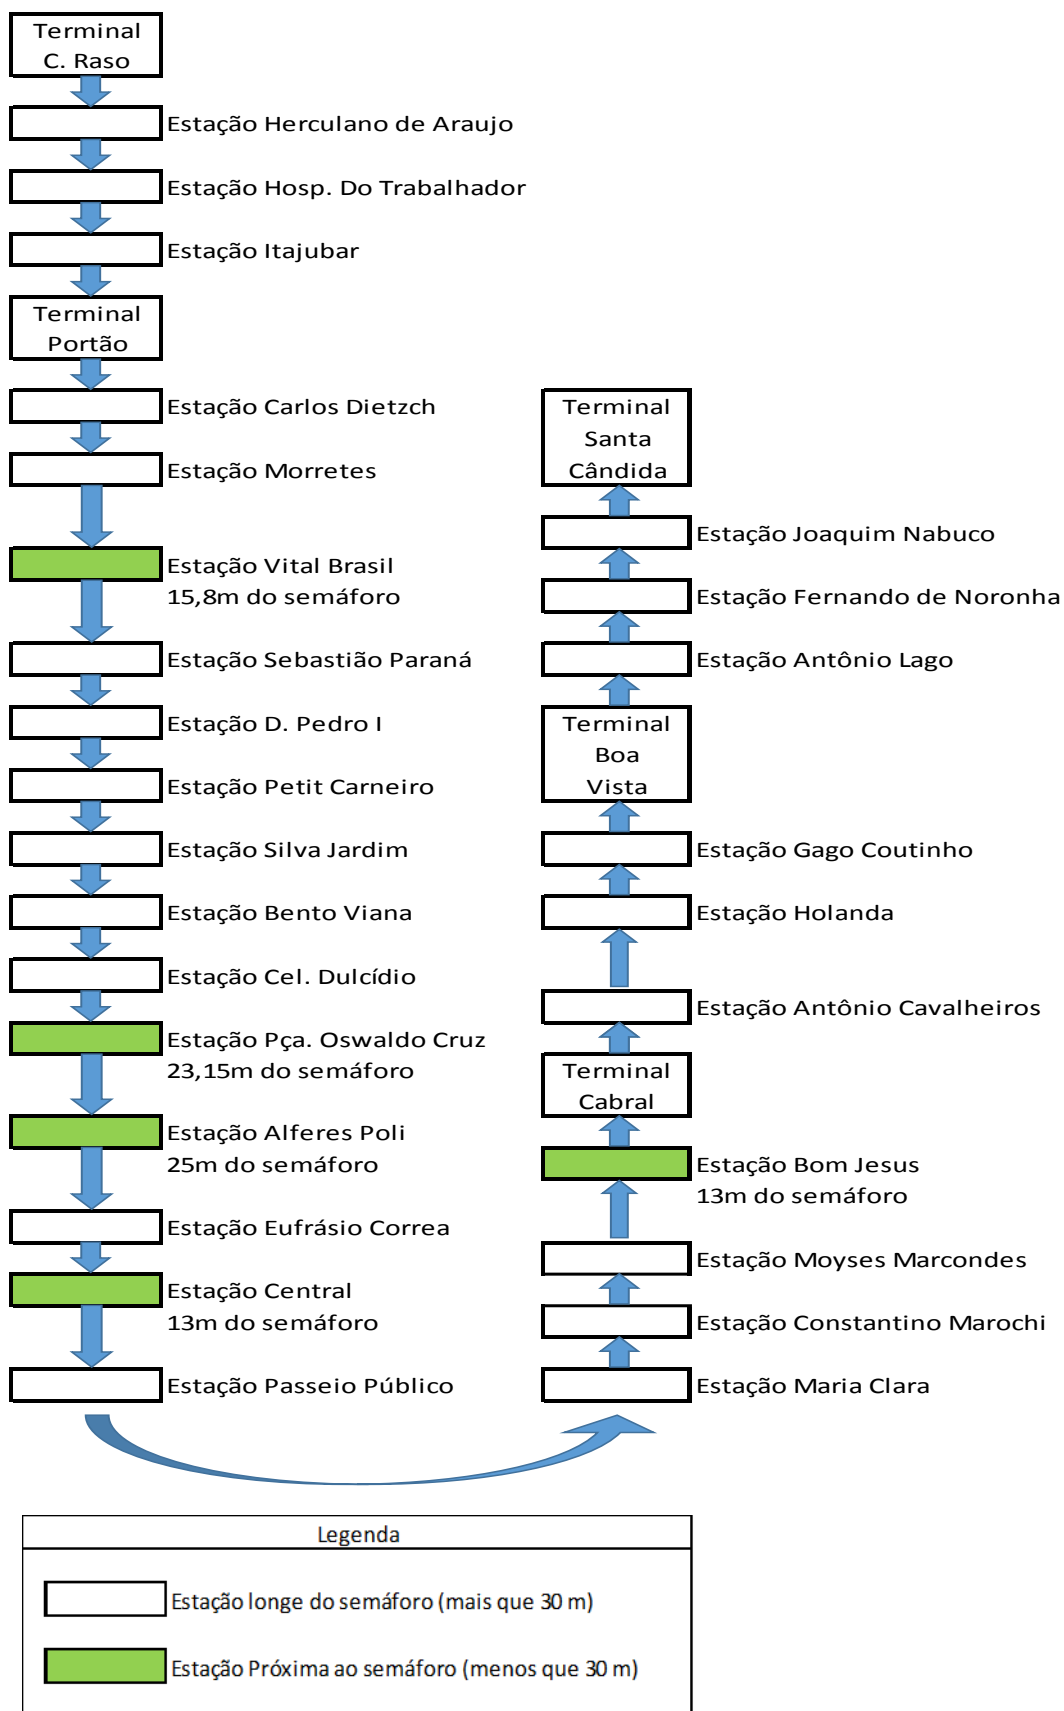 Terminal
C. Raso
Estação Herculano de Araujo
Estação Hosp. Do Trabalhador
Estação Itajubar
Terminal
Portão
Estação Carlos Dietzch
Estação Morretes
Estação Vital Brasil
15,8m do semáforo
Estação Sebastião Paraná
Estação D. Pedro I
Estação Petit Carneiro
Estação Silva Jardim
Estação Bento Viana
Estação Cel. Dulcídio
Estação Pça. Oswaldo Cruz
23,15m do semáforo
Estação Alferes Poli
25m do semáforo
Estação Eufrásio Correa
Estação Central
13m do semáforo
Estação Passeio Público
Terminal
Santa
Cândida
Estação Joaquim Nabuco
Estação Fernando de Noronha
Estação Antônio Lago
Terminal
Boa
Vista
Estação Gago Coutinho
Estação Holanda
Estação Antônio Cavalheiros
Terminal
Cabral
Estação Bom Jesus
13m do semáforo
Estação Moyses Marcondes
Estação Constantino Marochi
Estação Maria Clara
Legenda
Estação longe do semáforo (mais que 30 m)
Estação Próxima ao semáforo (menos que 30 m)